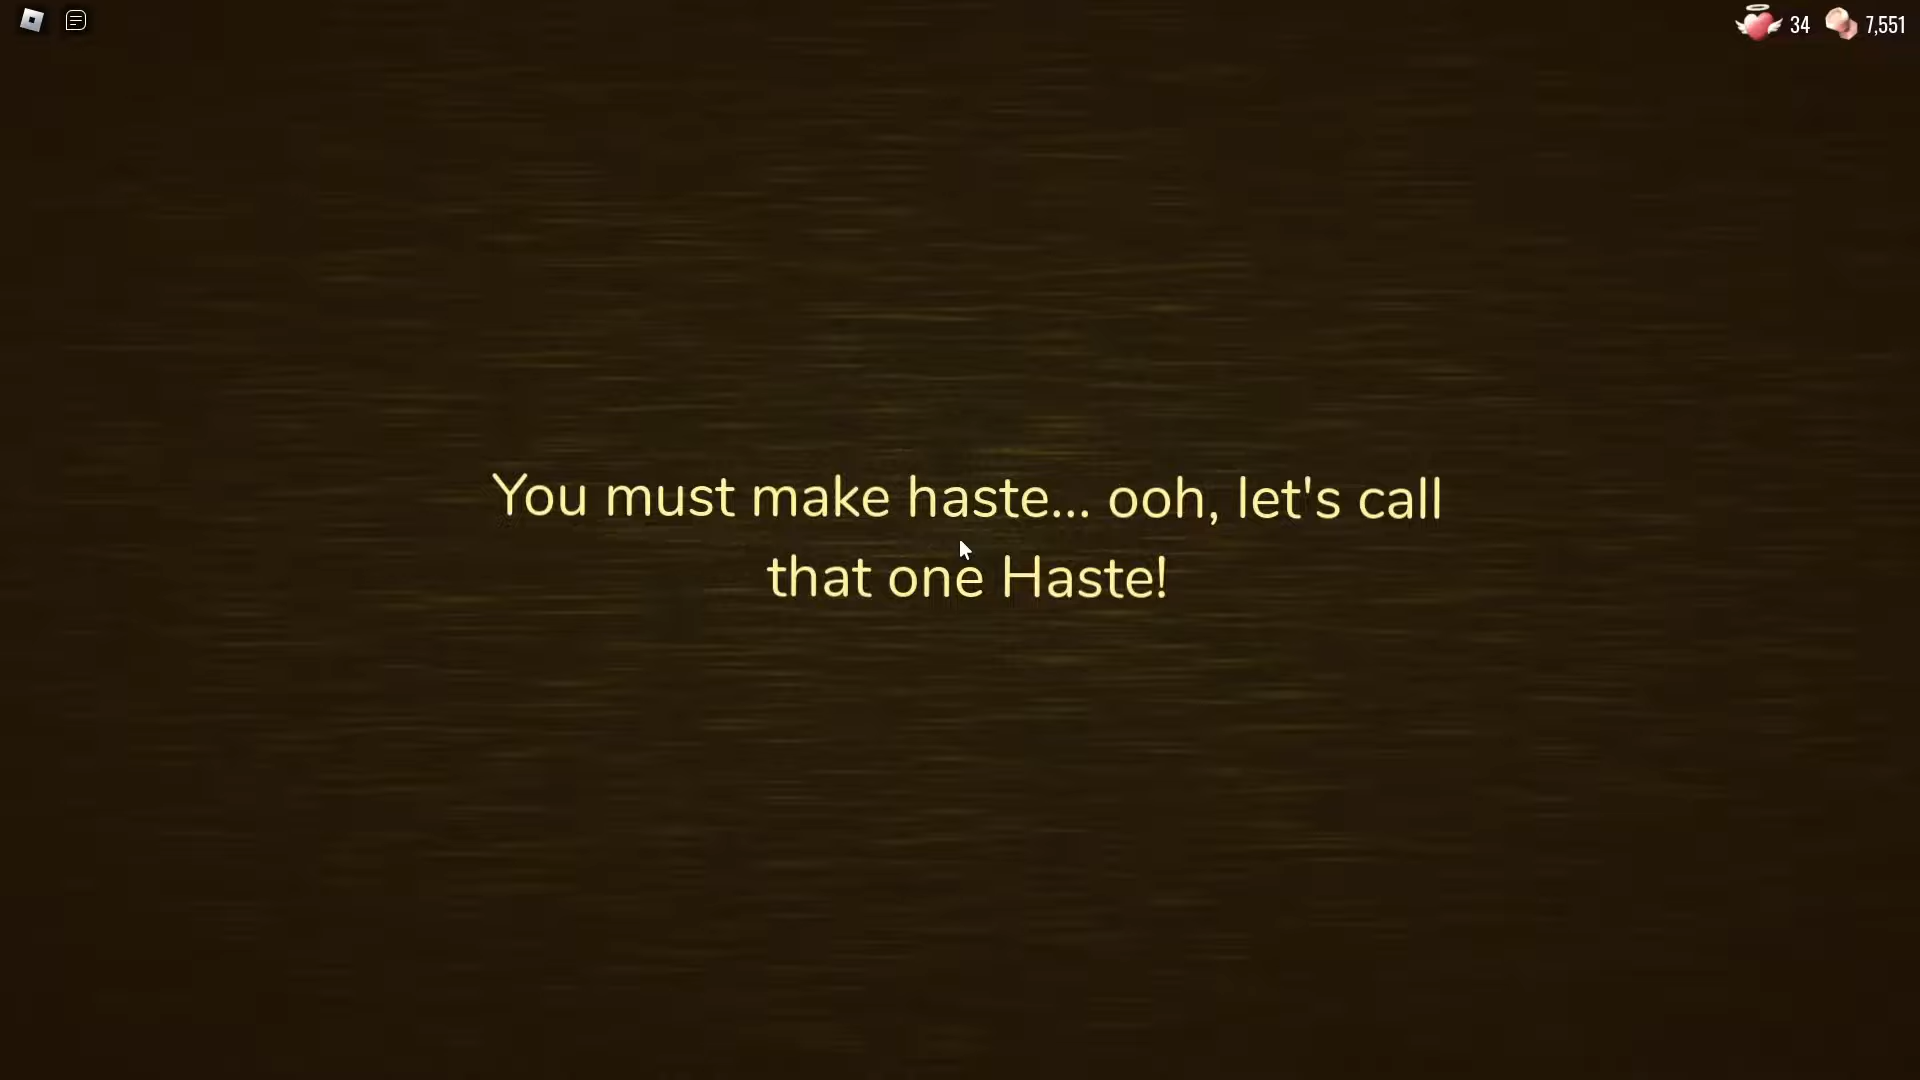 34 7,551
You must make haste... ooh, let's call
that one Haste!